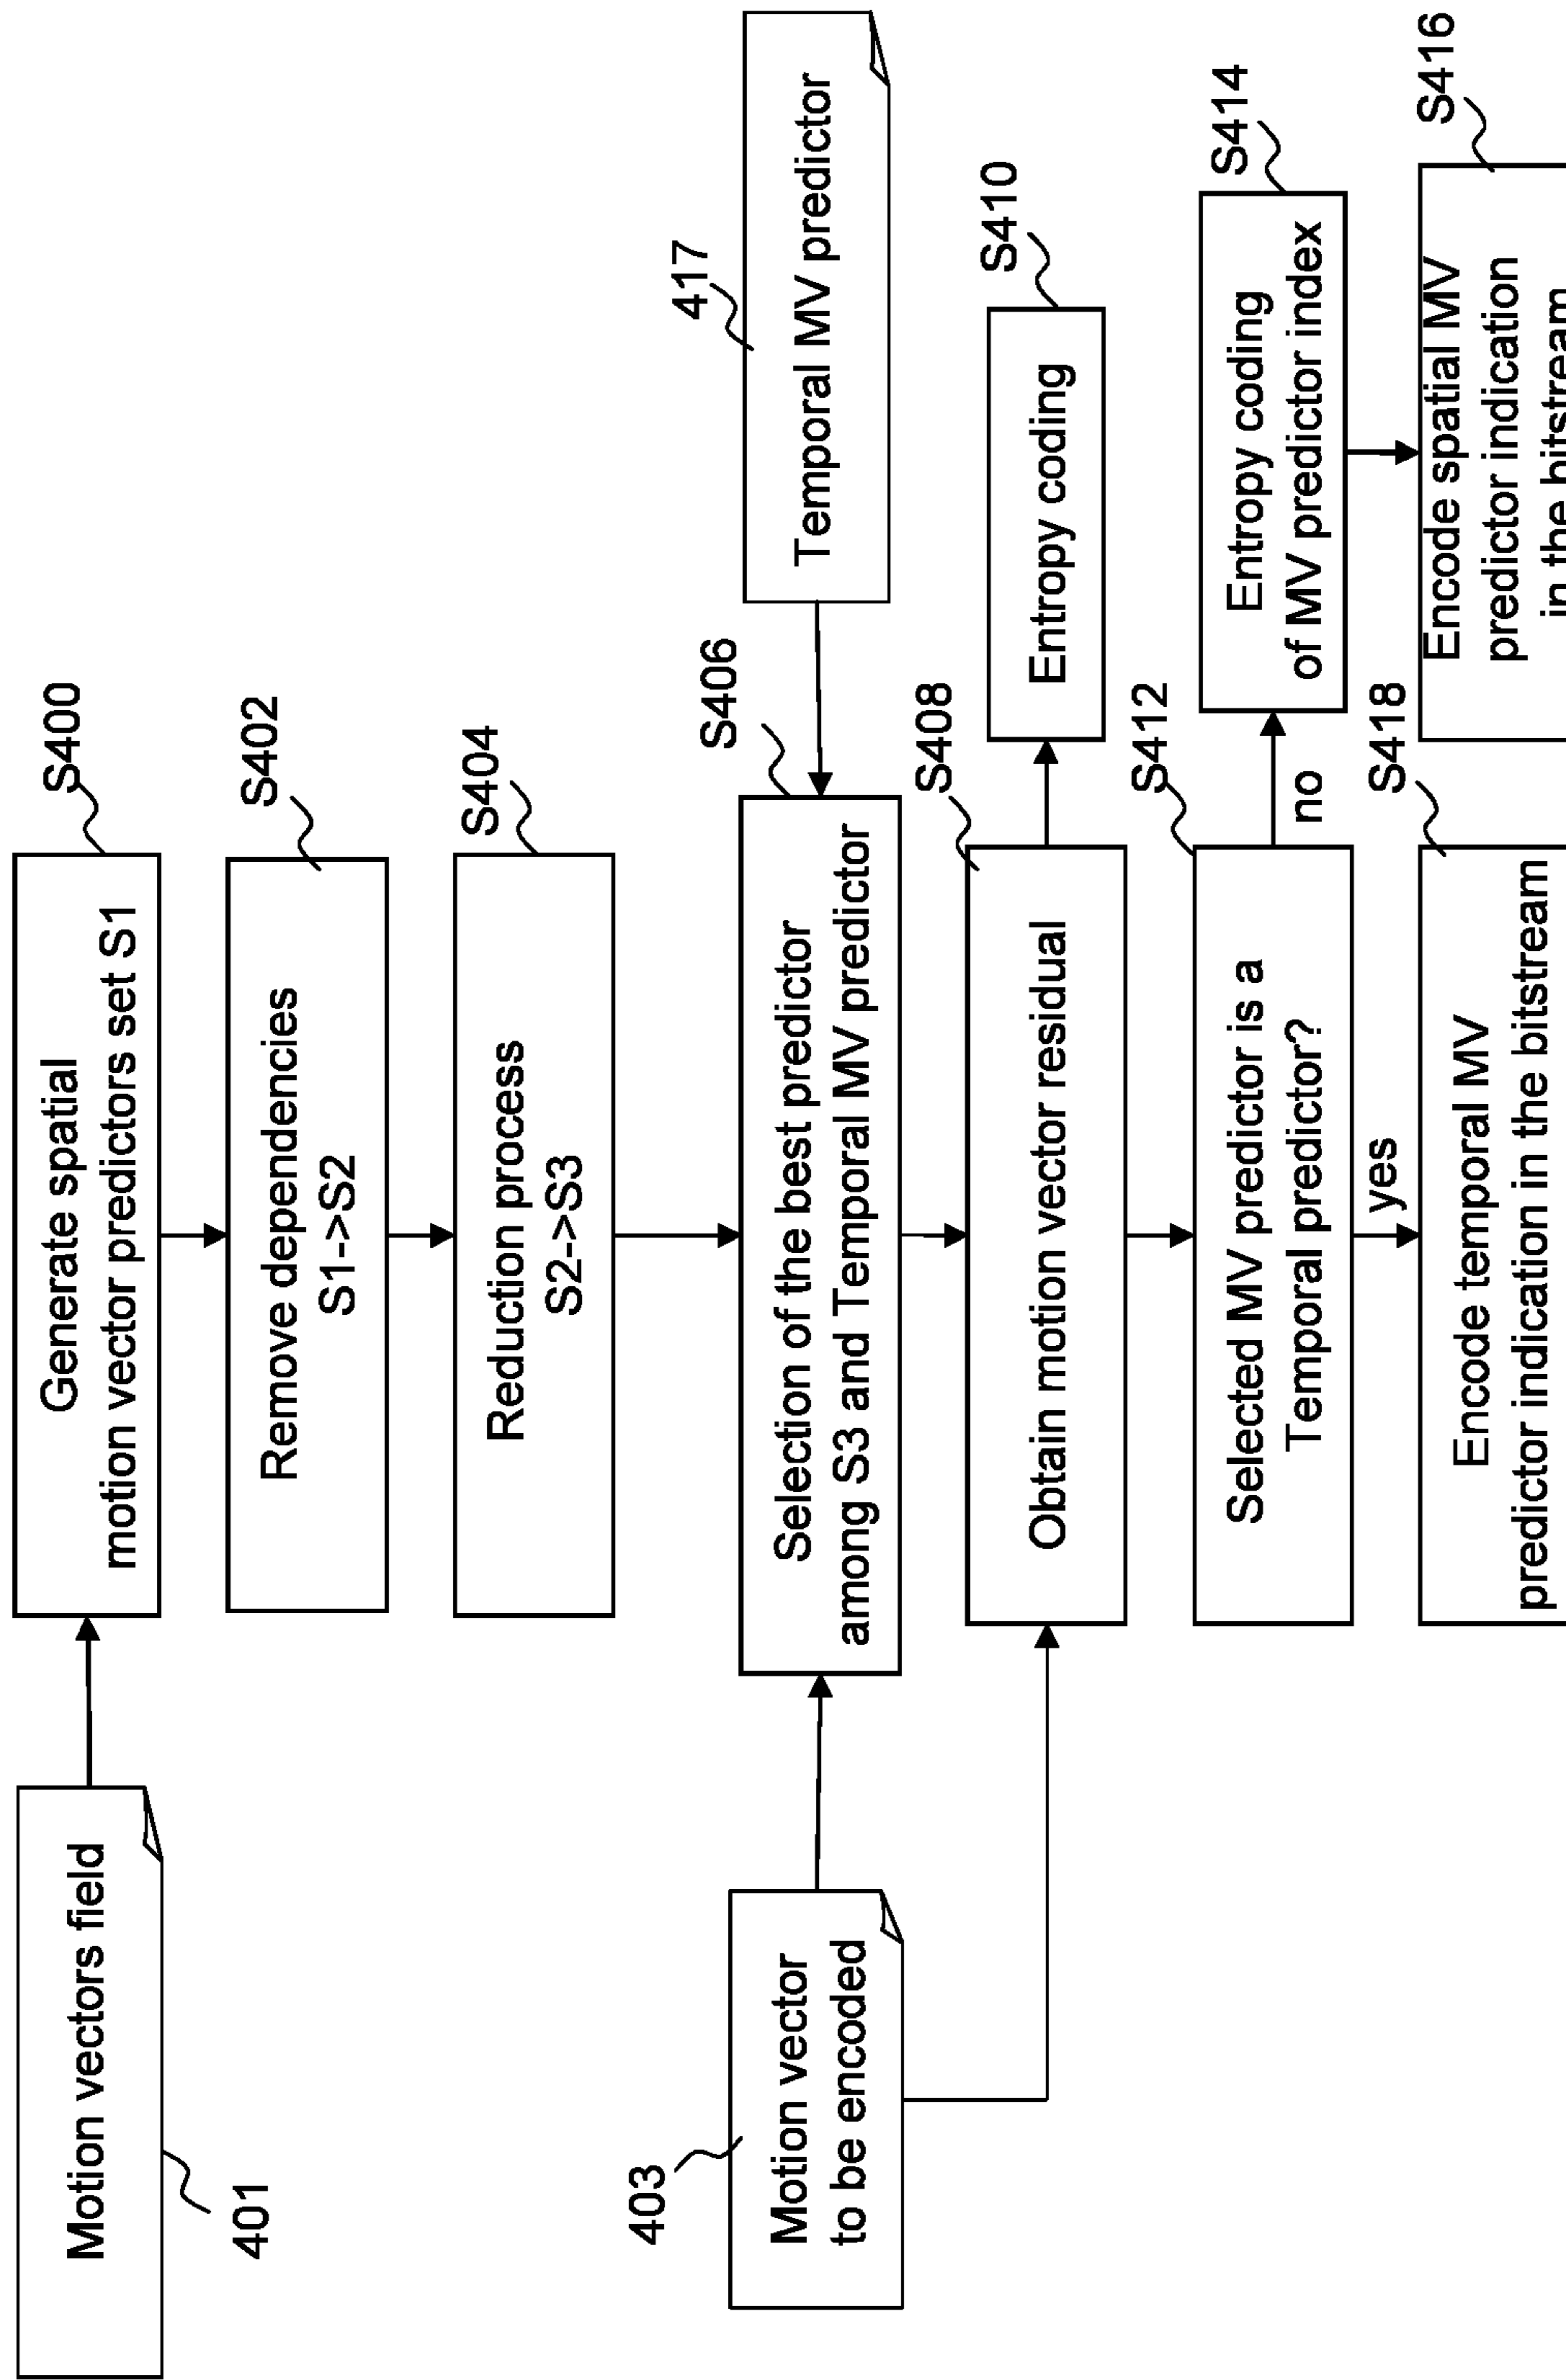 Motion vectors field
401
Generate spatial
motion vector predictors set S1
S400
Remove dependencies
S1->S2
S402
Reduction process
S2->S3
S404
403
Motion vector
to be encoded
Selection of the best predictor
among S3 and Temporal MV predictor
S406
417
Temporal MV predictor
Obtain motion vector residual
S408
Entropy coding
S410
Selected MV predictor is a
Temporal predictor?
S412
no
yes
Entropy coding
of MV predictor index
S414
Encode temporal MV
predictor indication in the bitstream
S418
Encode spatial MV
predictor indication
in the bitstream
S416